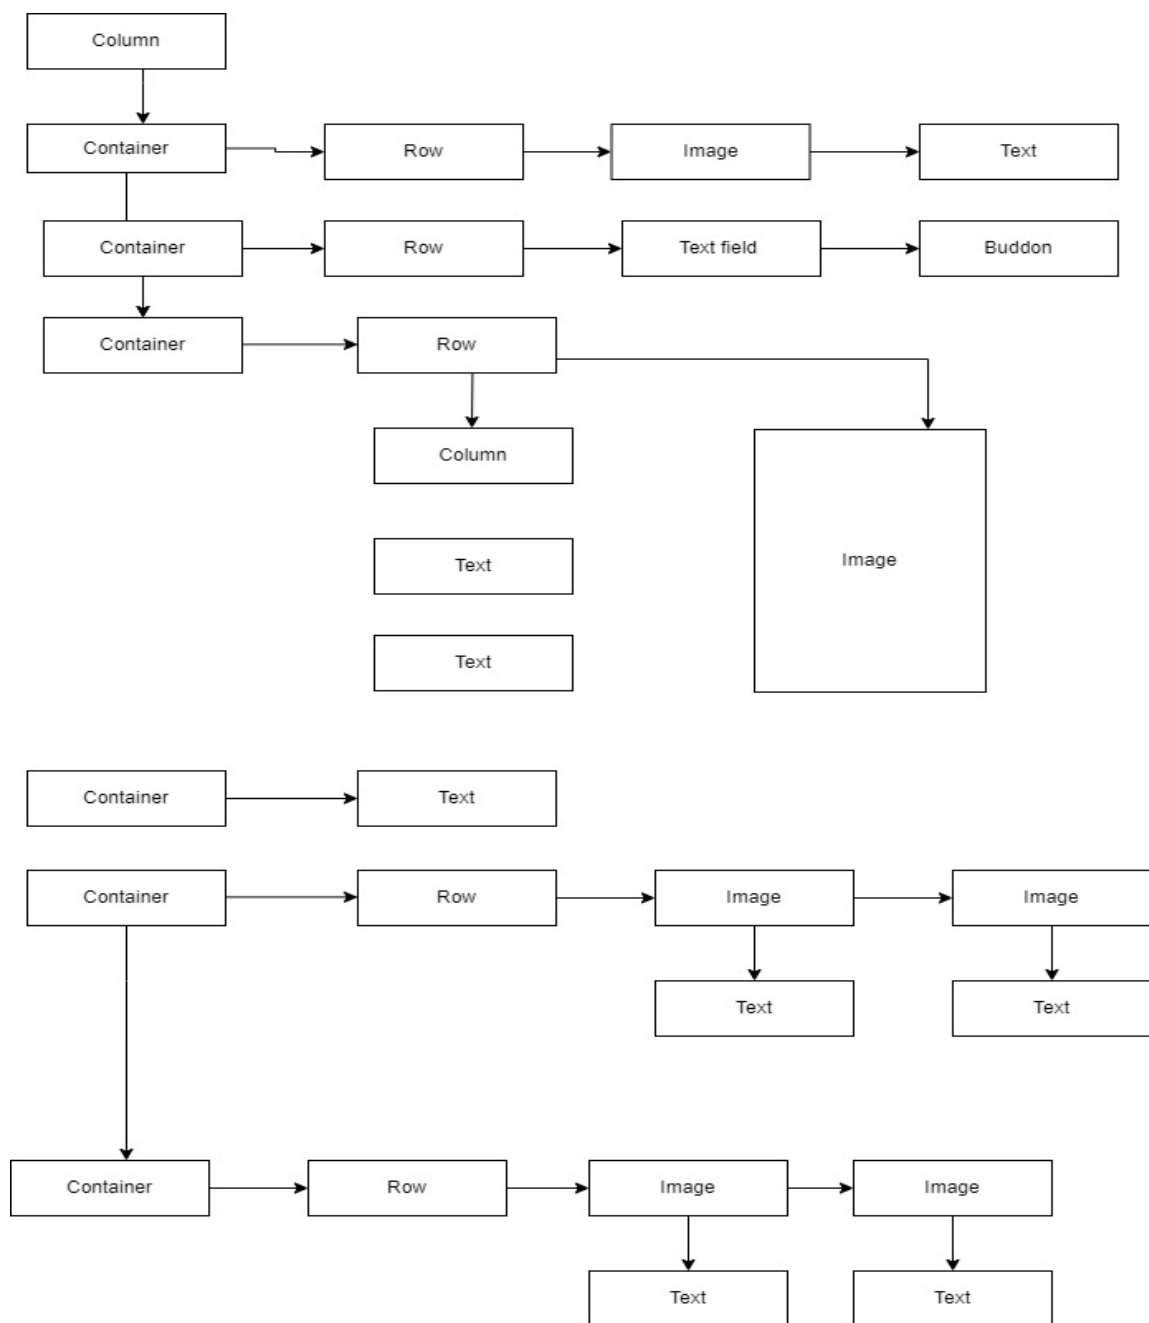 Column
Container
Row
Image
Text
Container
Row
Text field
Buddon
Container
Row
Column
Image
Text
Text
Container
Text
Container
Row
Image
Image
Text
Text
Container
Row
Image
Image
Text
Text